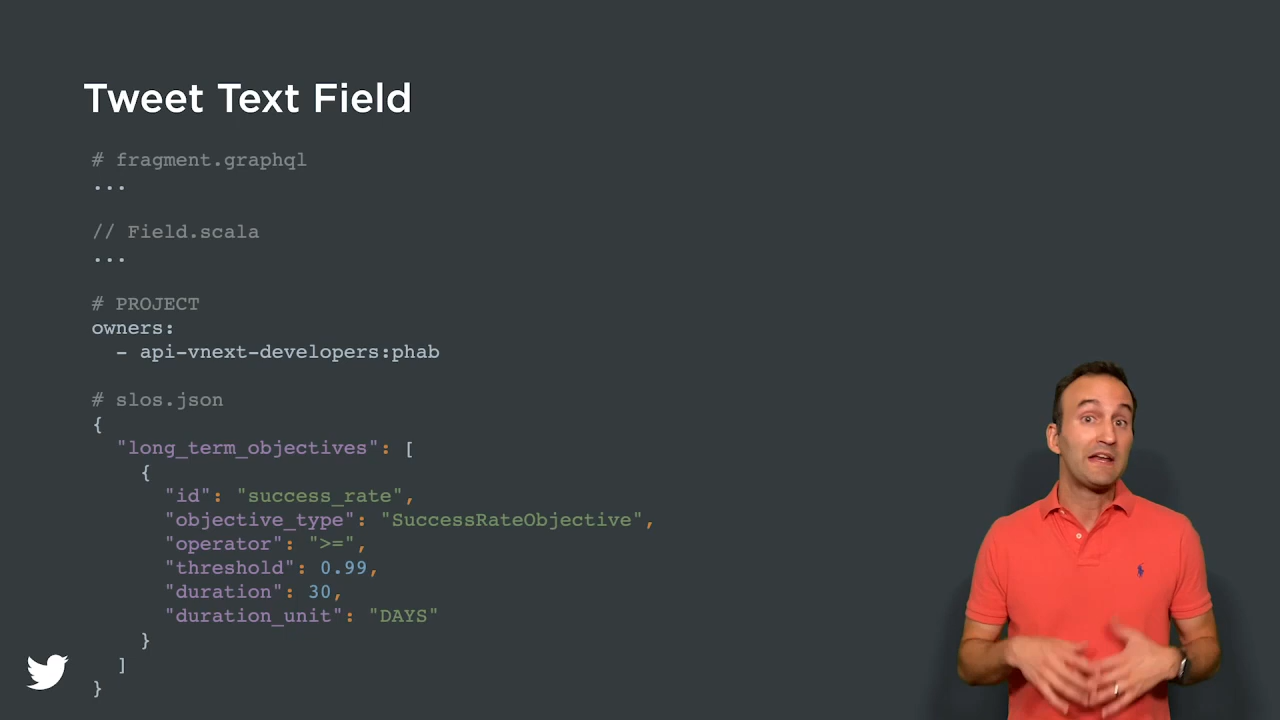 Tweet Text Field
# fragment.graphql
...
// Field.scala
...
# PROJECT
owners:
  - api-vnext-developers:phab
# slos.json
{
  "long_term_objectives": [
    {
      "id": "success_rate",
      "objective_type": "SuccessRateObjective",
      "operator": ">=",
      "threshold": 0.99,
      "duration": 30,
      "duration_unit": "DAYS"
    }
  ]
}